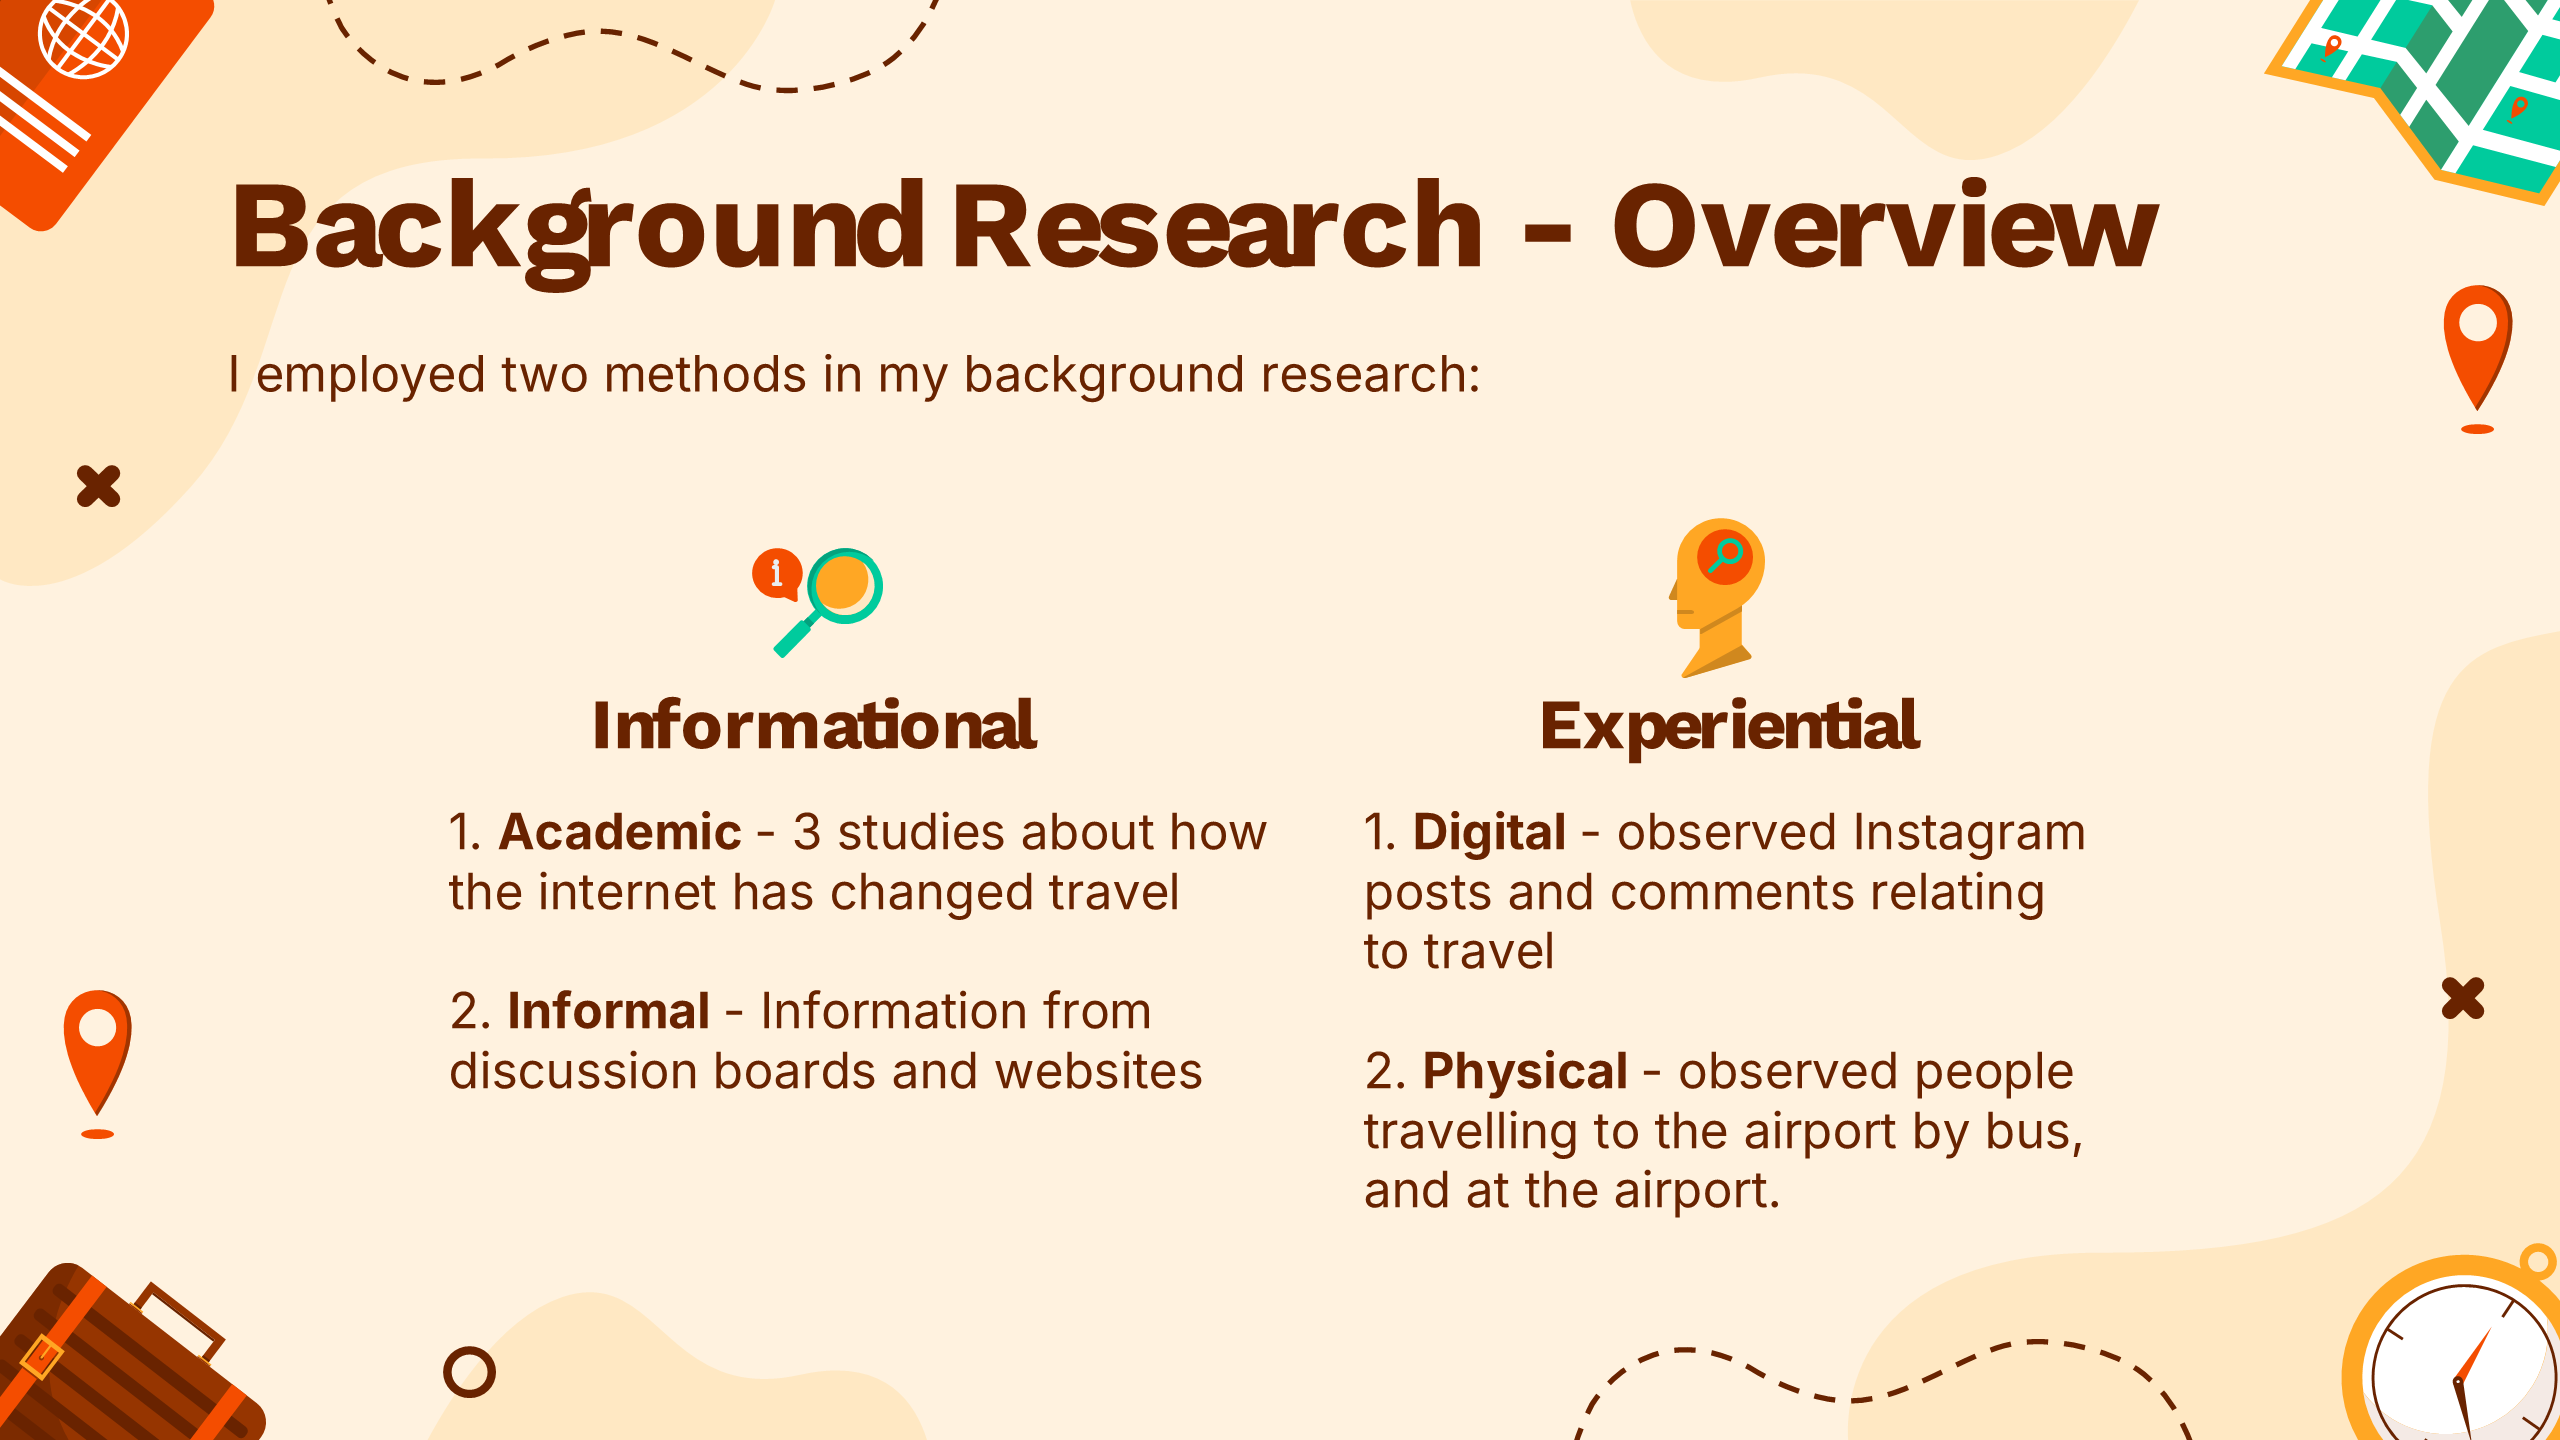 Background Research - Overview
I employed two methods in my background research:
i
Informational
1. Academic - 3 studies about how
the internet has changed travel
2. Informal - Information from
discussion boards and websites
Experiential
1. Digital - observed Instagram
posts and comments relating
to travel
2. Physical - observed people
travelling to the airport by bus,
and at the airport.